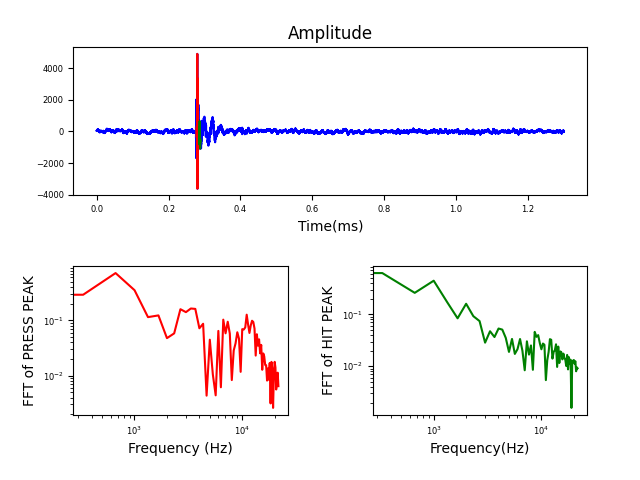 Amplitude
4000
2000
0
−2000
−4000
0.0 0.2 0.4 0.6 0.8 1.0 1.2
Time(ms)
FFT of PRESS PEAK
10⁻¹
10⁻²
10³ 10⁴
Frequency (Hz)
FFT of HIT PEAK
10⁻¹
10⁻²
10³ 10⁴
Frequency(Hz)